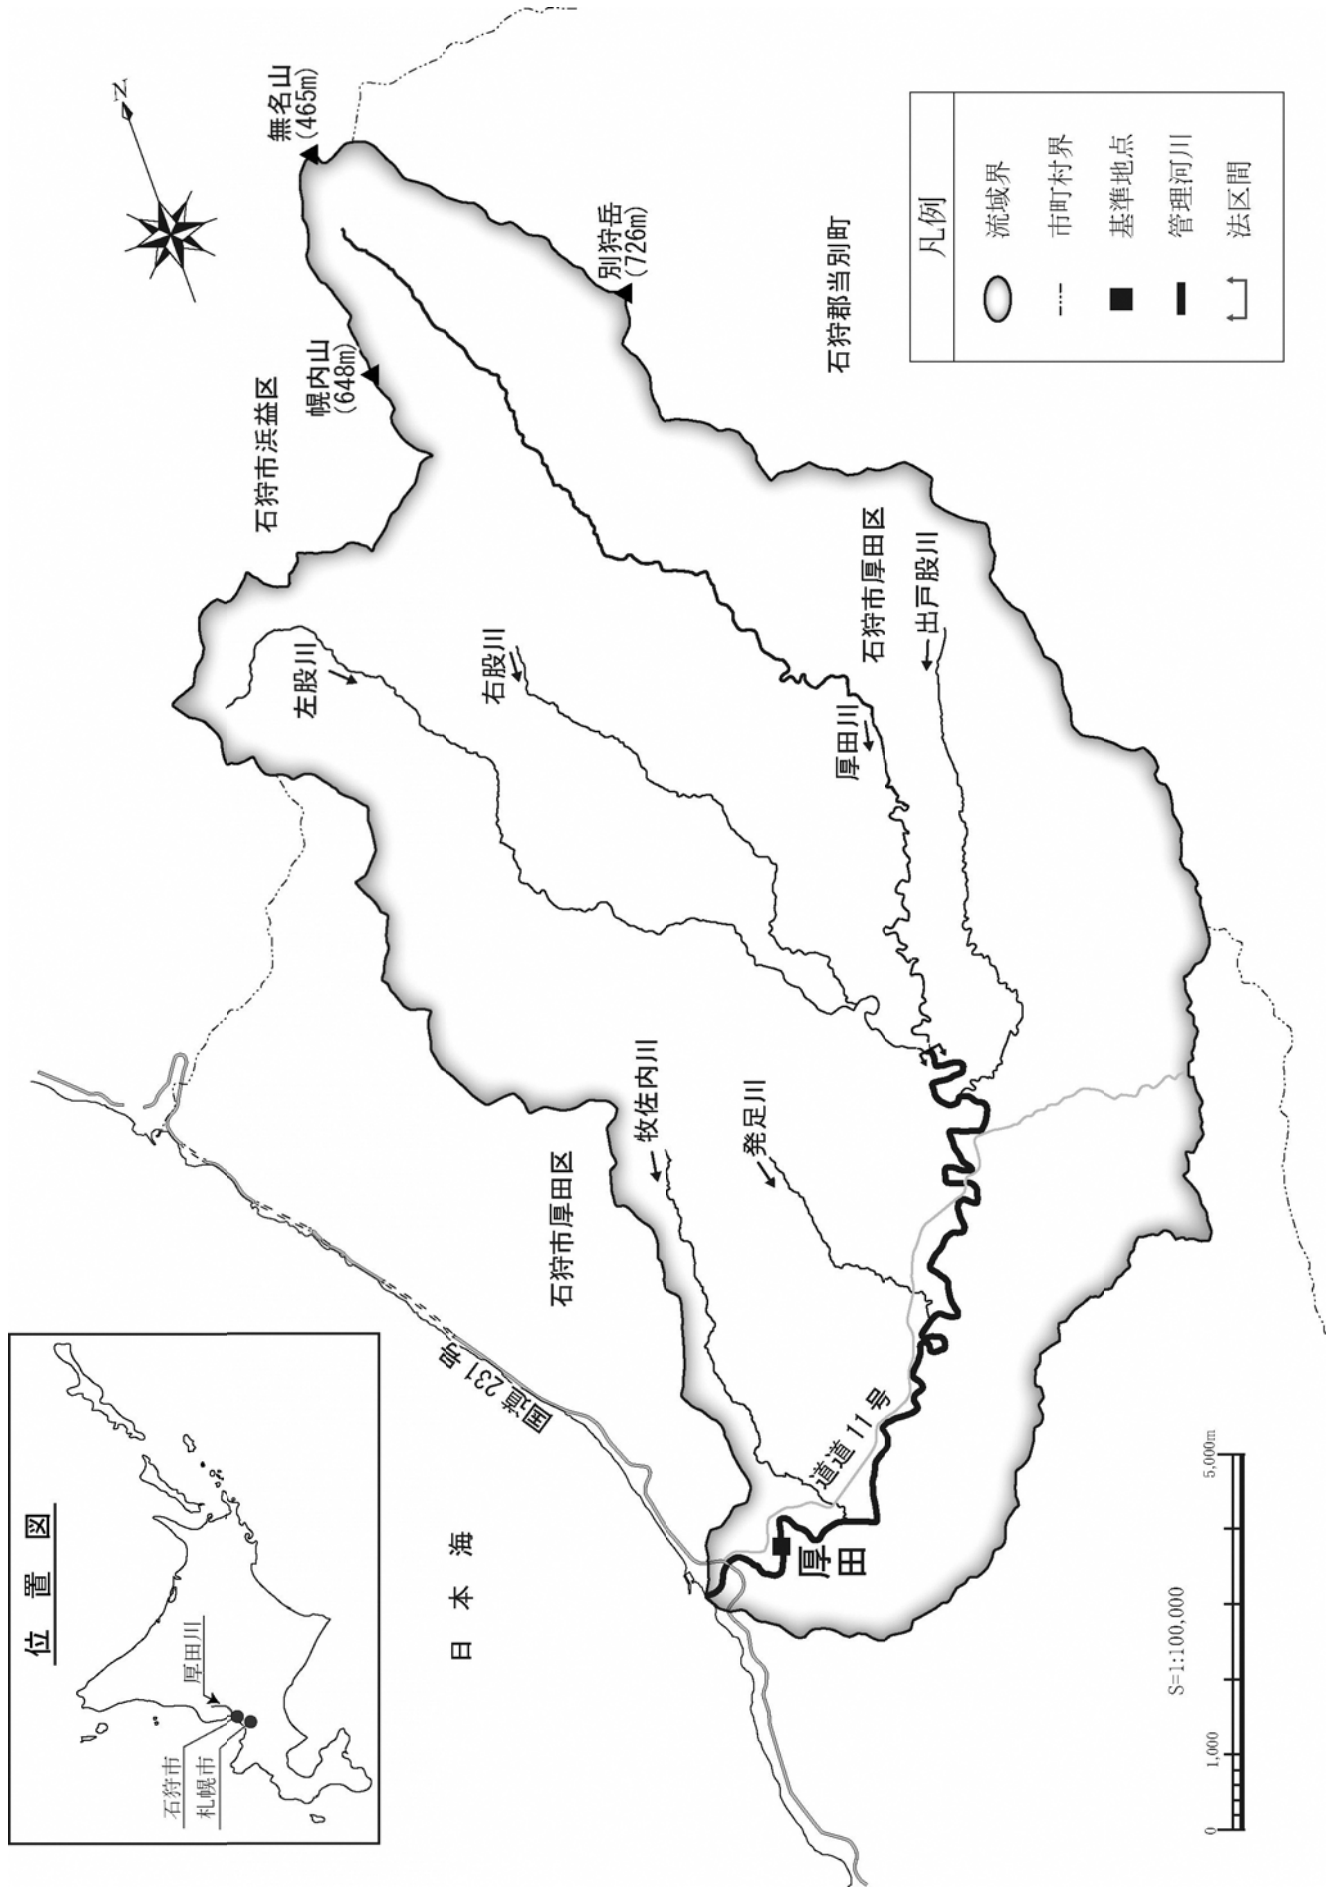 位置図
厚田川
石狩市
札幌市
日本海
国道231号
石狩市厚田区
牧佐内川
発足川
道道11号
厚田
左股川
右股川
厚田川
石狩市厚田区
出戸股川
石狩市浜益区
幌内山
(648m)
無名山
(465m)
別狩岳
(726m)
石狩郡当別町
N
凡例
流域界
市町村界
基準地点
管理河川
法区間
S=1:100,000
0 1,000 5,000m